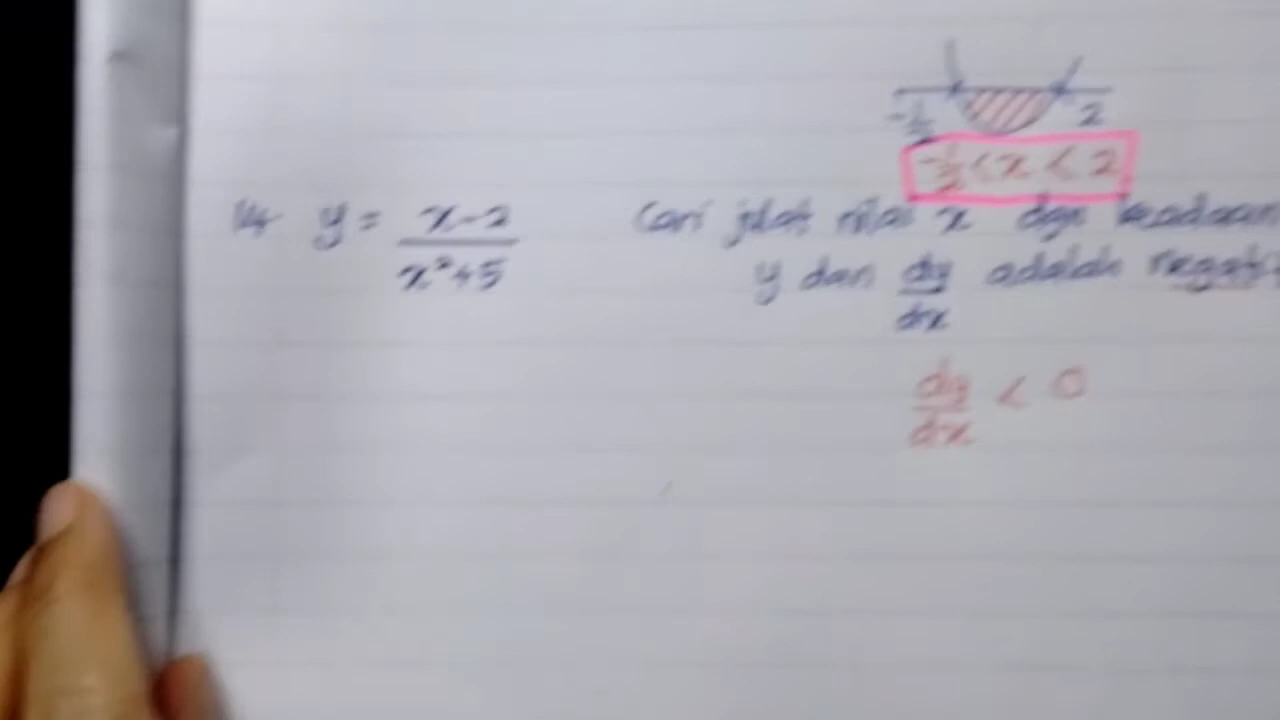 -1/2 2
-1/2 < x < 2
14 y = (x-2)/(x²+5) Cari julat nilai x dgn keadaan
y dan dy/dx adalah negati
dy/dx < 0